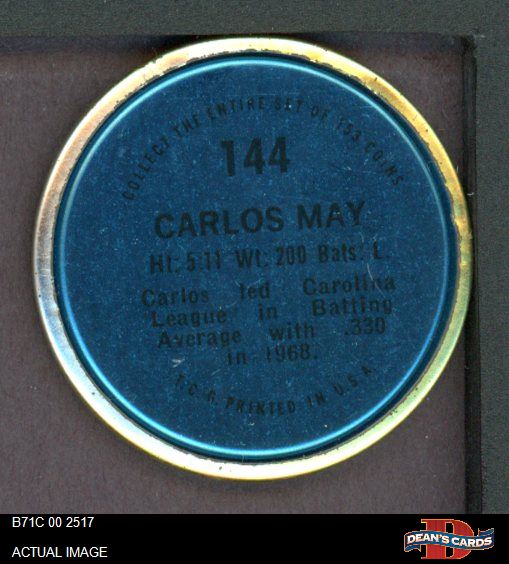 COLLECT THE ENTIRE SET OF 153 COINS
144
CARLOS MAY
Ht: 5:11 Wt: 200 Bats: L.
Carlos led Carolina
League in Batting
Average with .330
in 1968.
T.C.G. PRINTED IN U.S.A.
B71C 00 2517
ACTUAL IMAGE
D
DEAN'S CARDS